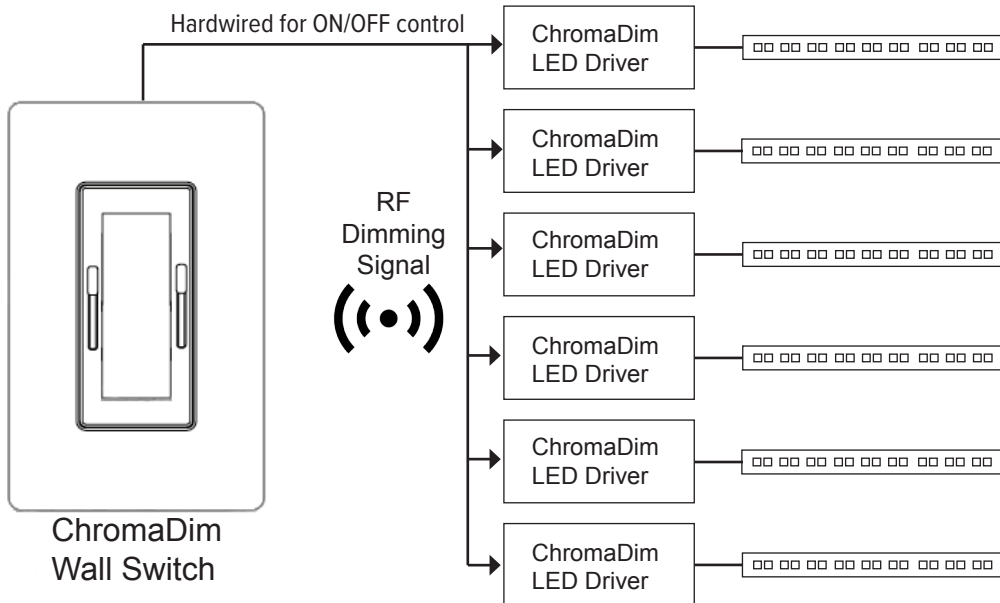 Hardwired for ON/OFF control
ChromaDim
LED Driver
ChromaDim
LED Driver
RF
Dimming
Signal
ChromaDim
LED Driver
ChromaDim
LED Driver
ChromaDim
LED Driver
ChromaDim
LED Driver
ChromaDim
Wall Switch